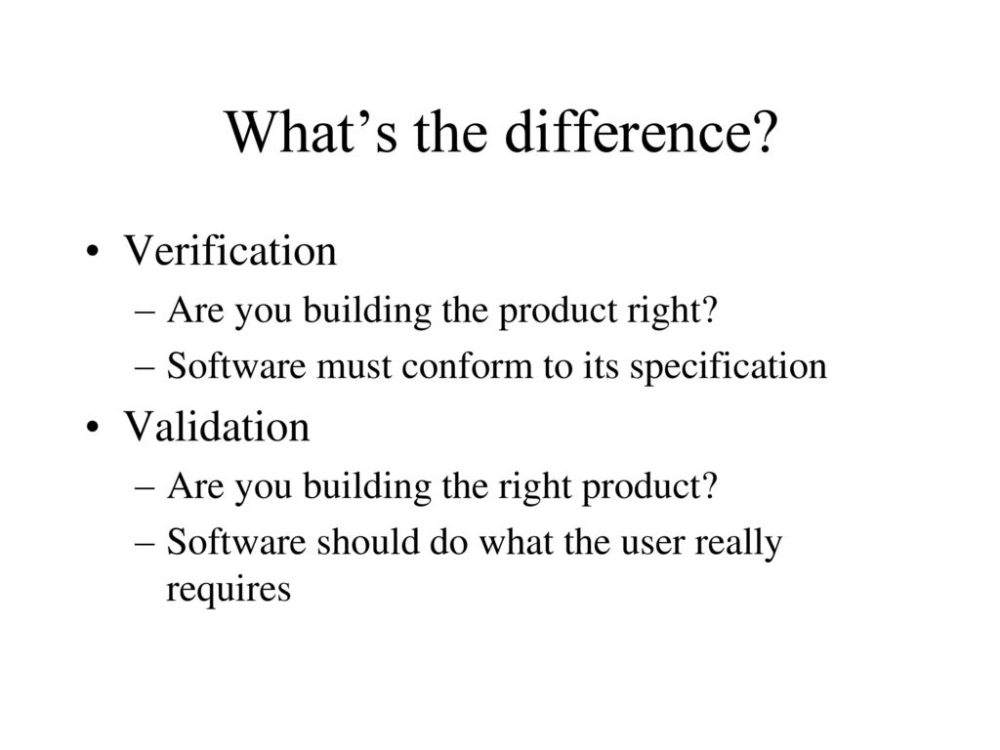 What’s the difference?
• Verification
– Are you building the product right?
– Software must conform to its specification
• Validation
– Are you building the right product?
– Software should do what the user really
requires